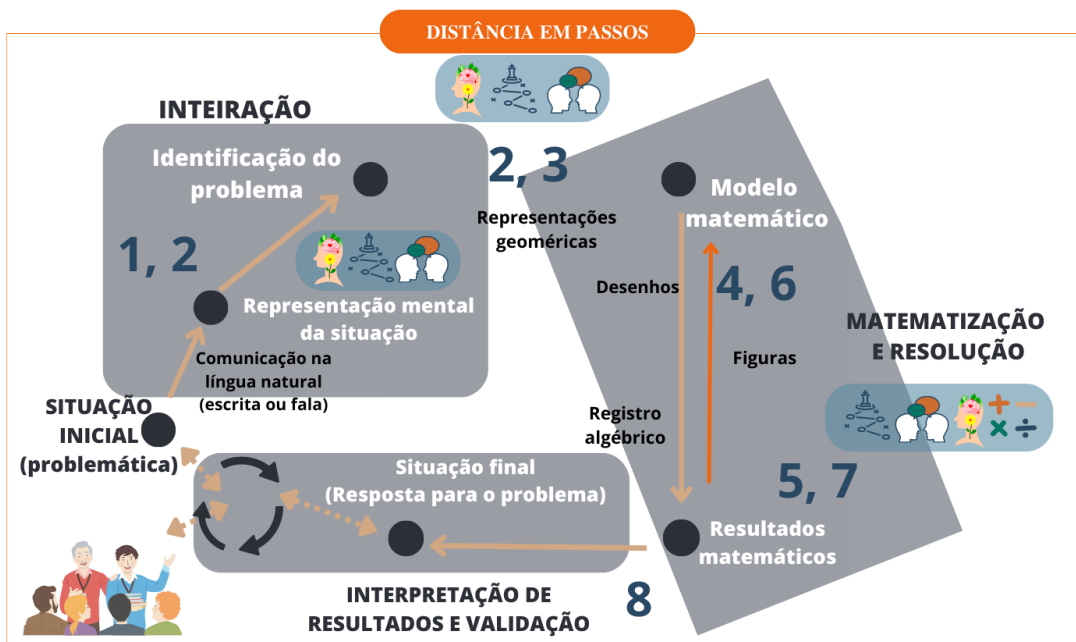 DISTÂNCIA EM PASSOS
INTEIRAÇÃO
Identificação do
problema
1, 2
Representação mental
da situação
Comunicação na
língua natural
(escrita ou fala)
SITUAÇÃO
INICIAL
(problemática)
2, 3
Representações
geoméricas
Modelo
matemático
Desenhos
4, 6
Figuras
Registro
algébrico
MATEMATIZAÇÃO
E RESOLUÇÃO
5, 7
Resultados
matemáticos
Situação final
(Resposta para o problema)
8
INTERPRETAÇÃO DE
RESULTADOS E VALIDAÇÃO